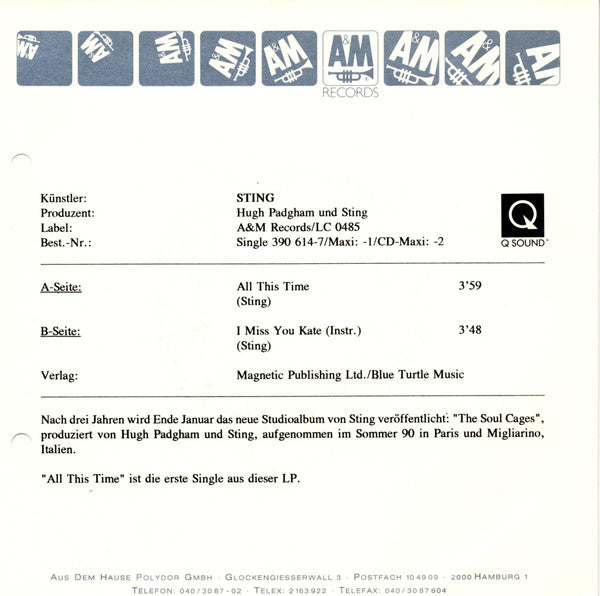 A&M A&M A&M A&M A&M A&M A&M A&M A&M
RECORDS
Künstler: STING
Produzent: Hugh Padgham und Sting
Label: A&M Records/LC 0485
Best.-Nr.: Single 390 614-7/Maxi: -1/CD-Maxi: -2
Q
Q SOUND™
A-Seite: All This Time 3'59
(Sting)
B-Seite: I Miss You Kate (Instr.) 3'48
(Sting)
Verlag: Magnetic Publishing Ltd./Blue Turtle Music
Nach drei Jahren wird Ende Januar das neue Studioalbum von Sting veröffentlicht: "The Soul Cages",
produziert von Hugh Padgham und Sting, aufgenommen im Sommer 90 in Paris und Migliarino,
Italien.
"All This Time" ist die erste Single aus dieser LP.
AUS DEM HAUSE POLYDOR GMBH · GLOCKENGIESSERWALL 3 · POSTFACH 10 49 09 · 2000 HAMBURG 1
TELEFON: 040/30 87 - 02 · TELEX: 2 163 922 · TELEFAX: 040/30 87 604